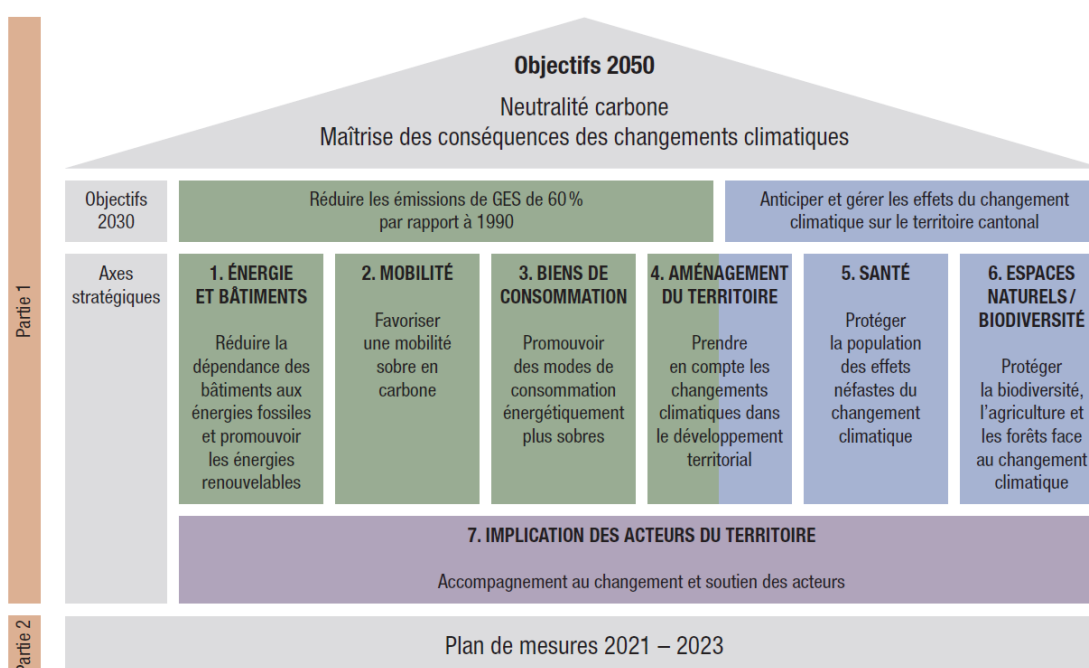 Objectifs 2050
Neutralité carbone
Maîtrise des conséquences des changements climatiques
Objectifs
2030
Réduire les émissions de GES de 60 %
par rapport à 1990
Anticiper et gérer les effets du changement
climatique sur le territoire cantonal
Partie 1
Axes
stratégiques
1. ÉNERGIE
ET BÂTIMENTS
Réduire la
dépendance des
bâtiments aux
énergies fossiles
et promouvoir
les énergies
renouvelables
2. MOBILITÉ
Favoriser
une mobilité
sobre en
carbone
3. BIENS DE
CONSOMMATION
Promouvoir
des modes de
consommation
énergétiquement
plus sobres
4. AMÉNAGEMENT
DU TERRITOIRE
Prendre
en compte les
changements
climatiques dans
le développement
territorial
5. SANTÉ
Protéger
la population
des effets
néfastes du
changement
climatique
6. ESPACES
NATURELS /
BIODIVERSITÉ
Protéger
la biodiversité,
l'agriculture et
les forêts face
au changement
climatique
7. IMPLICATION DES ACTEURS DU TERRITOIRE
Accompagnement au changement et soutien des acteurs
Partie 2
Plan de mesures 2021 – 2023